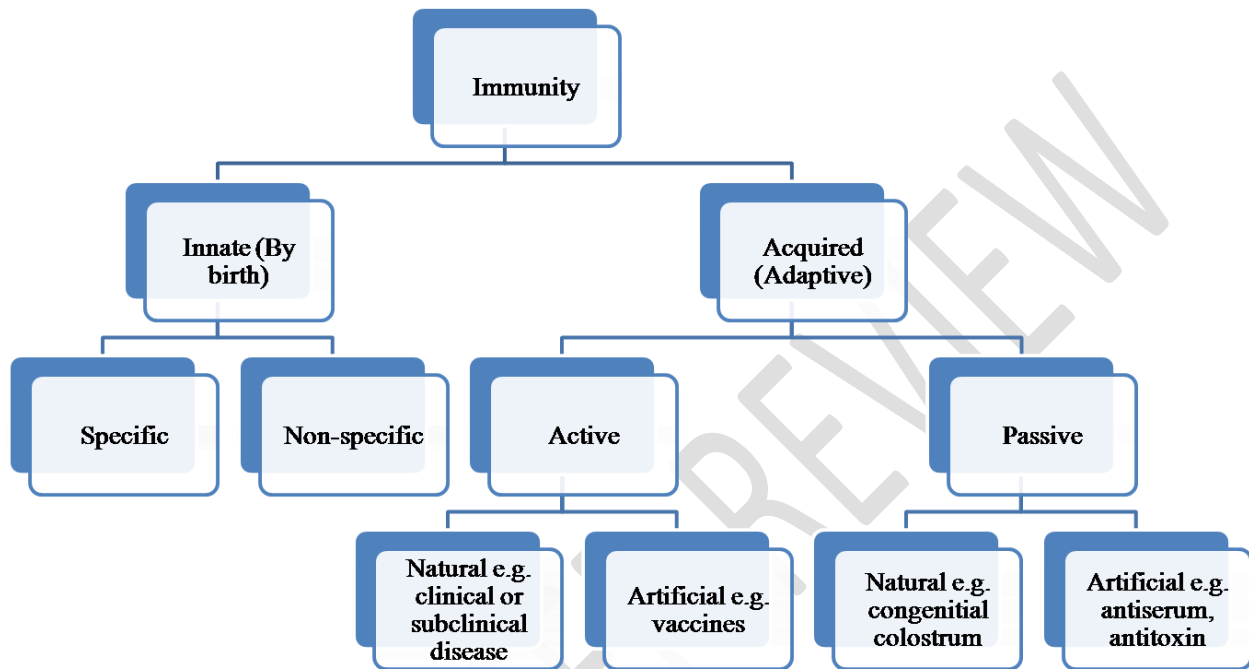 Immunity
Innate (By
birth)
Acquired
(Adaptive)
Specific
Non-specific
Active
Passive
Natural e.g.
clinical or
subclinical
disease
Artificial e.g.
vaccines
Natural e.g.
congenitial
colostrum
Artificial e.g.
antiserum,
antitoxin
REVIEW